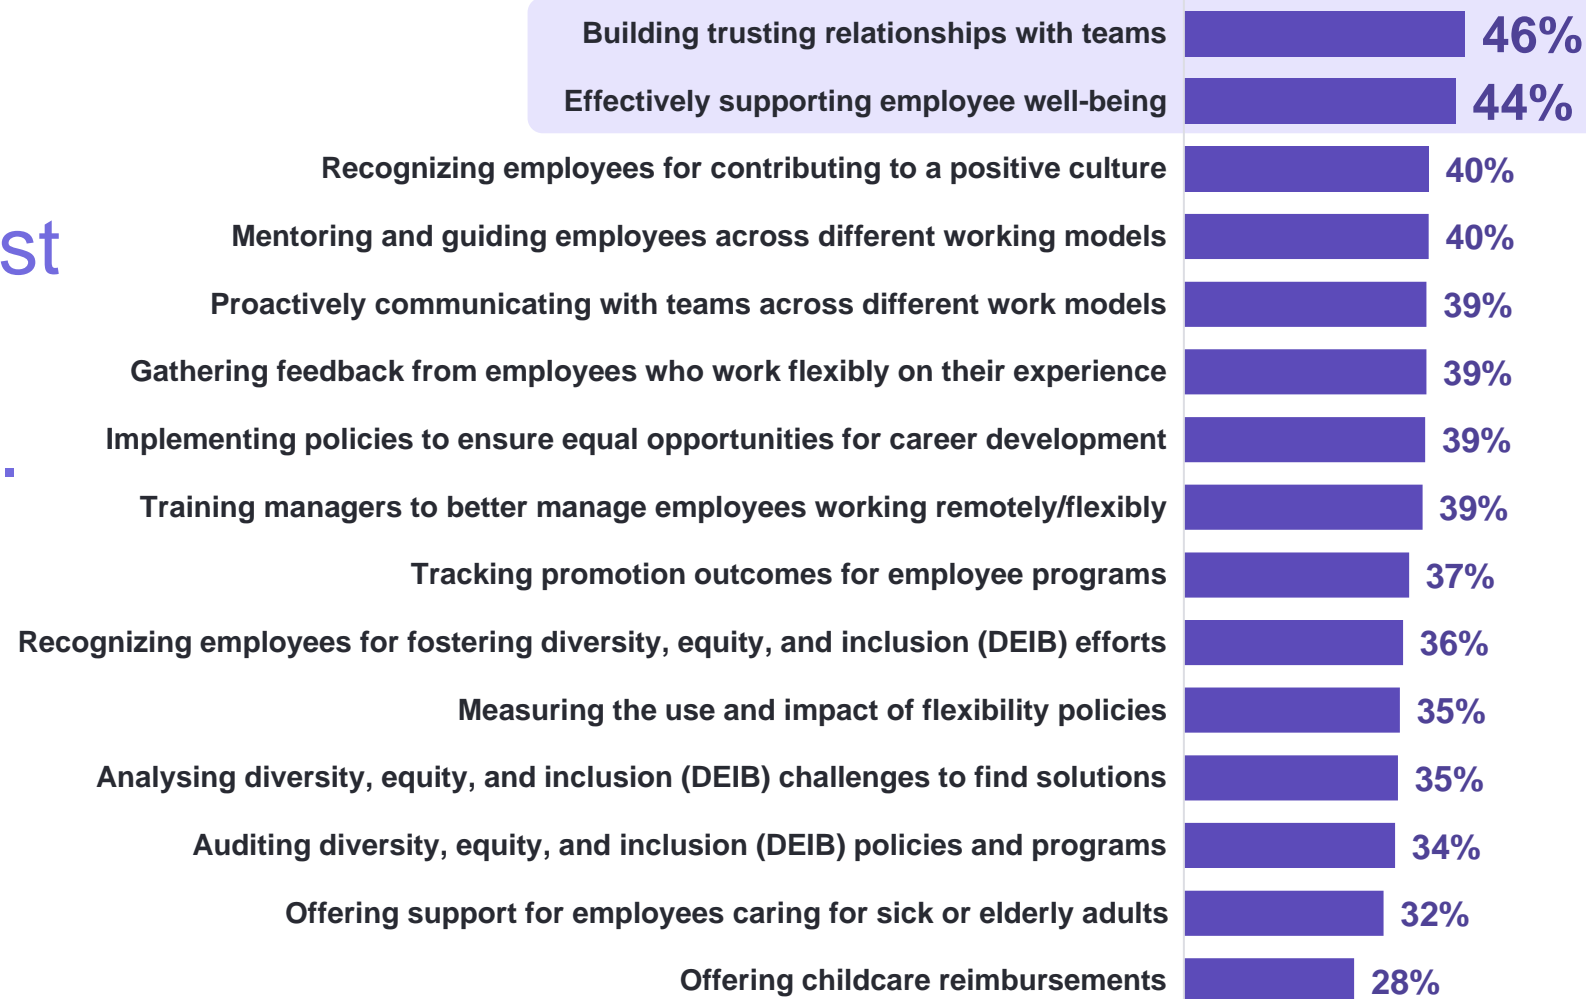 Building trusting relationships with teams 46%
Effectively supporting employee well-being 44%
Recognizing employees for contributing to a positive culture 40%
st
Mentoring and guiding employees across different working models 40%
Proactively communicating with teams across different work models 39%
Gathering feedback from employees who work flexibly on their experience 39%
Implementing policies to ensure equal opportunities for career development 39%
.
Training managers to better manage employees working remotely/flexibly 39%
Tracking promotion outcomes for employee programs 37%
Recognizing employees for fostering diversity, equity, and inclusion (DEIB) efforts 36%
Measuring the use and impact of flexibility policies 35%
Analysing diversity, equity, and inclusion (DEIB) challenges to find solutions 35%
Auditing diversity, equity, and inclusion (DEIB) policies and programs 34%
Offering support for employees caring for sick or elderly adults 32%
Offering childcare reimbursements 28%